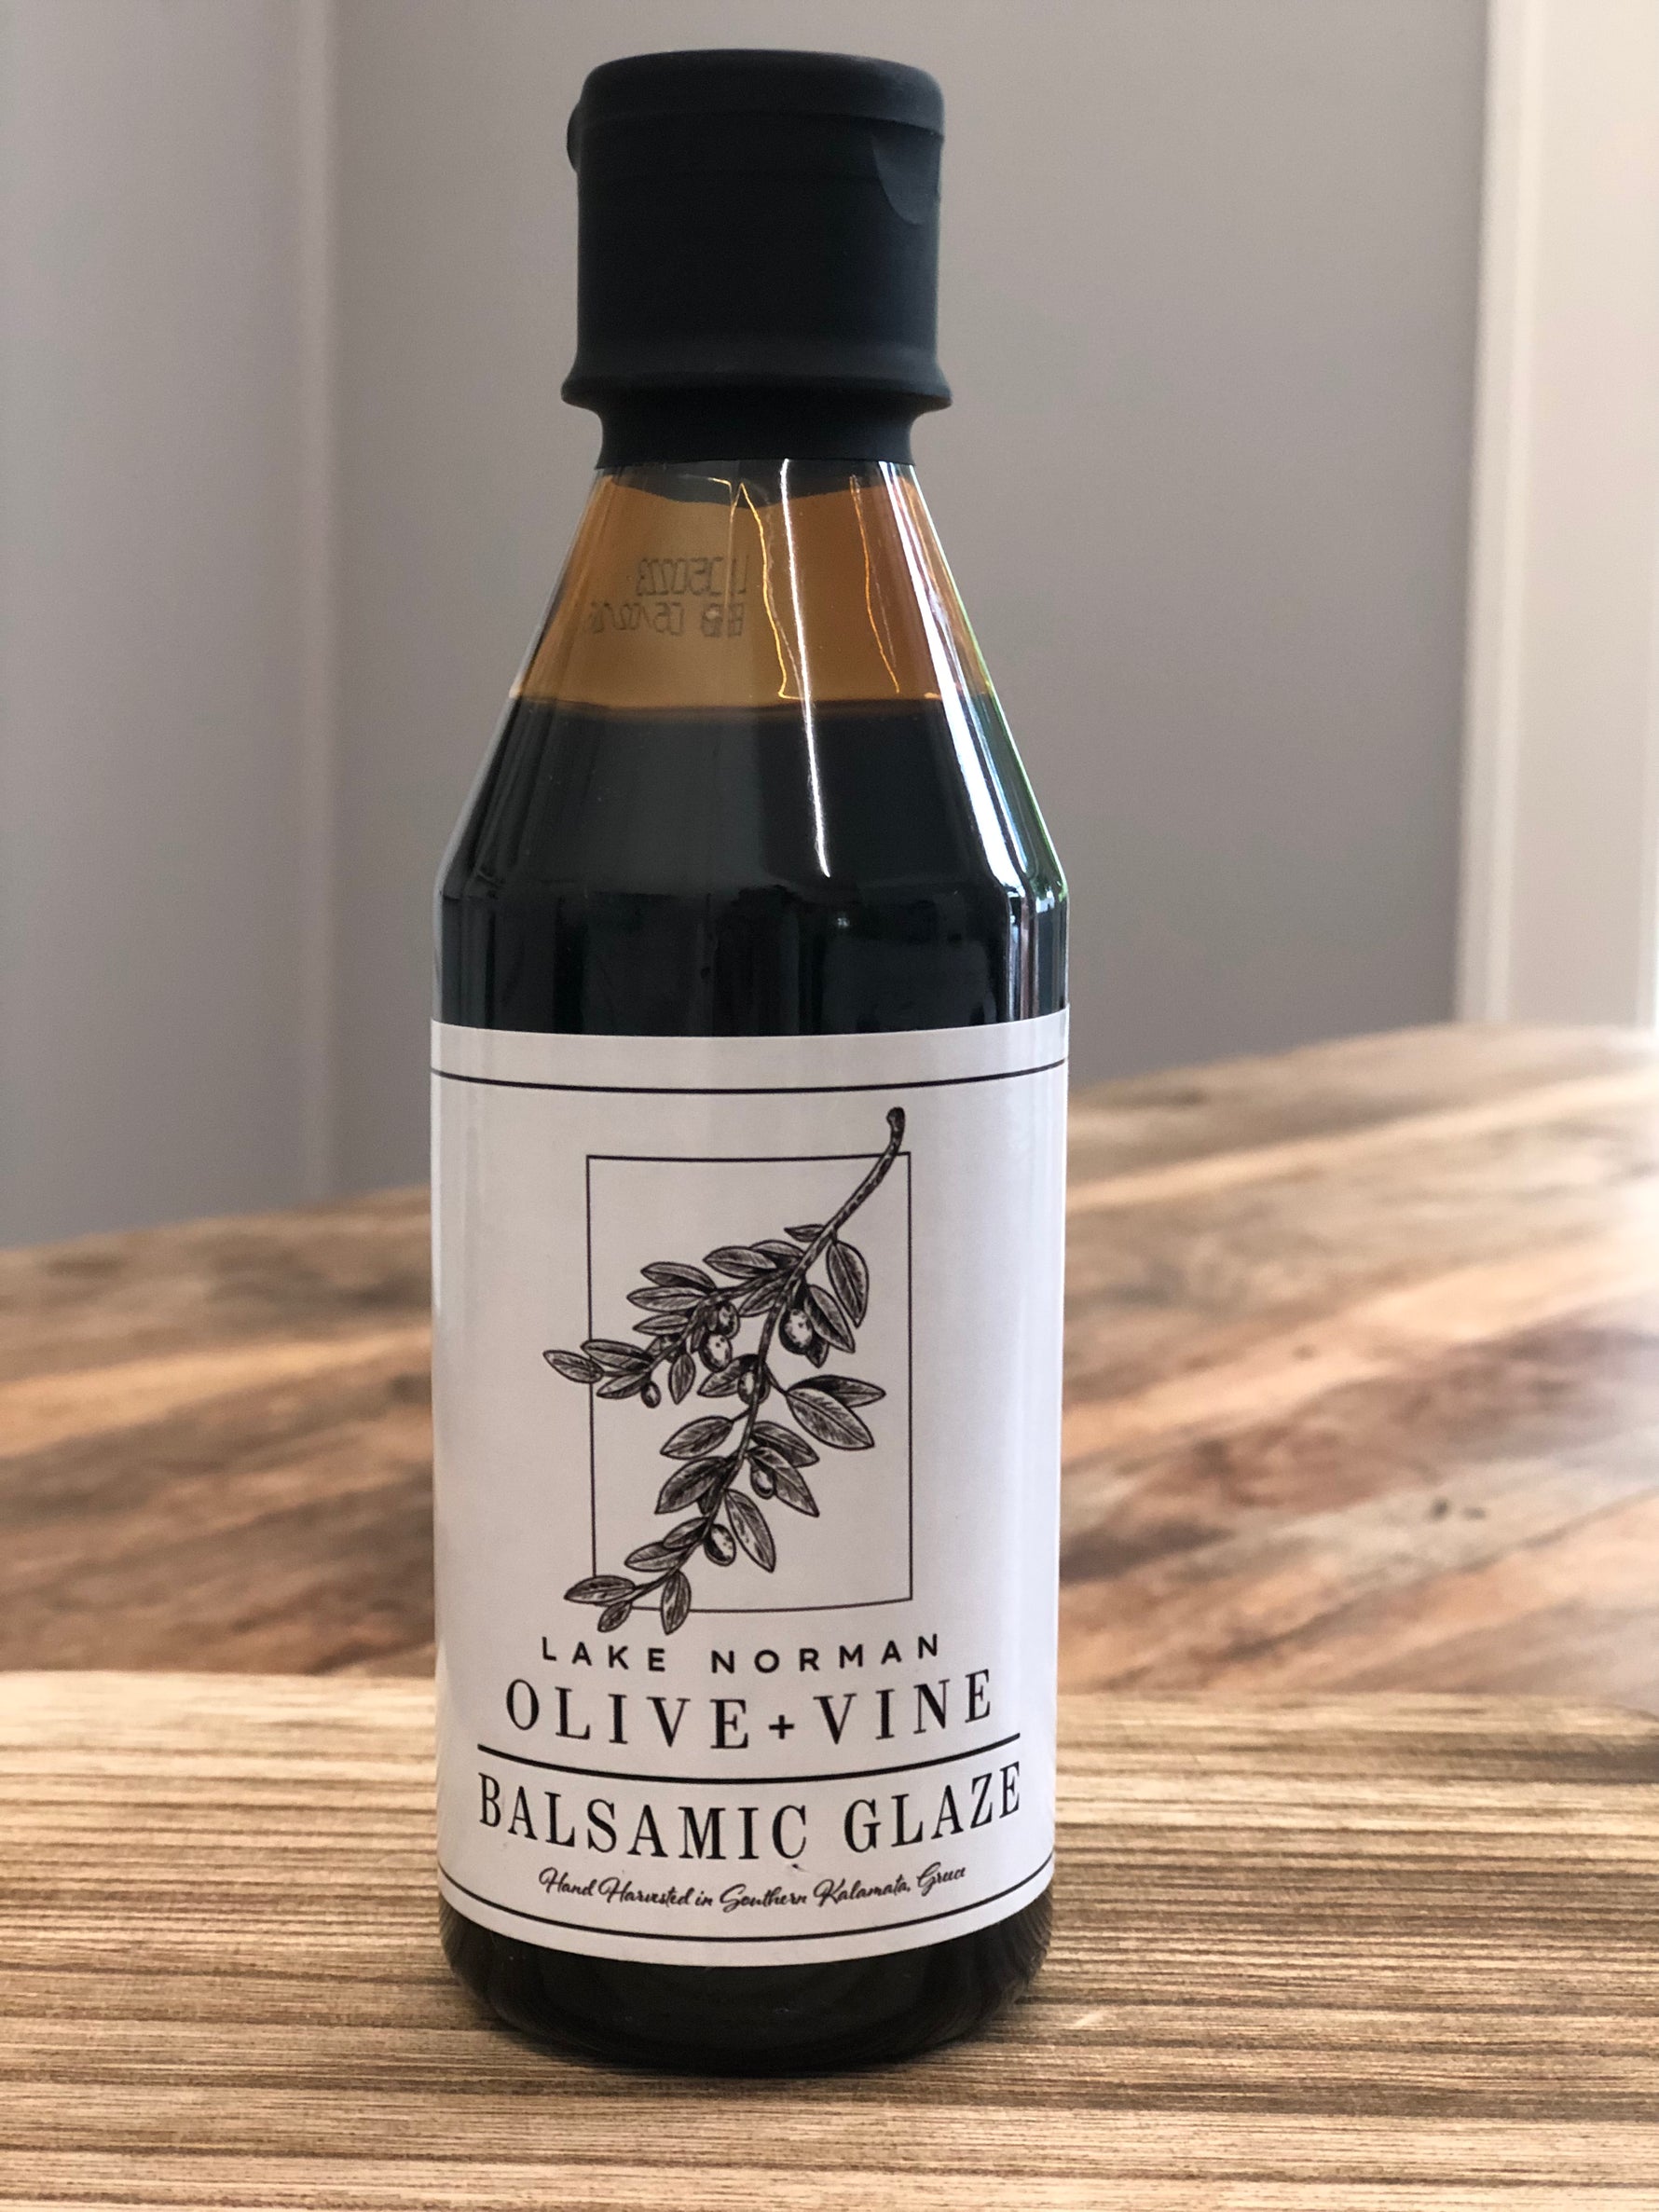 LAKE NORMAN
OLIVE+VINE
BALSAMIC GLAZE
Hand Harvested in Southern Kalamata, Greece